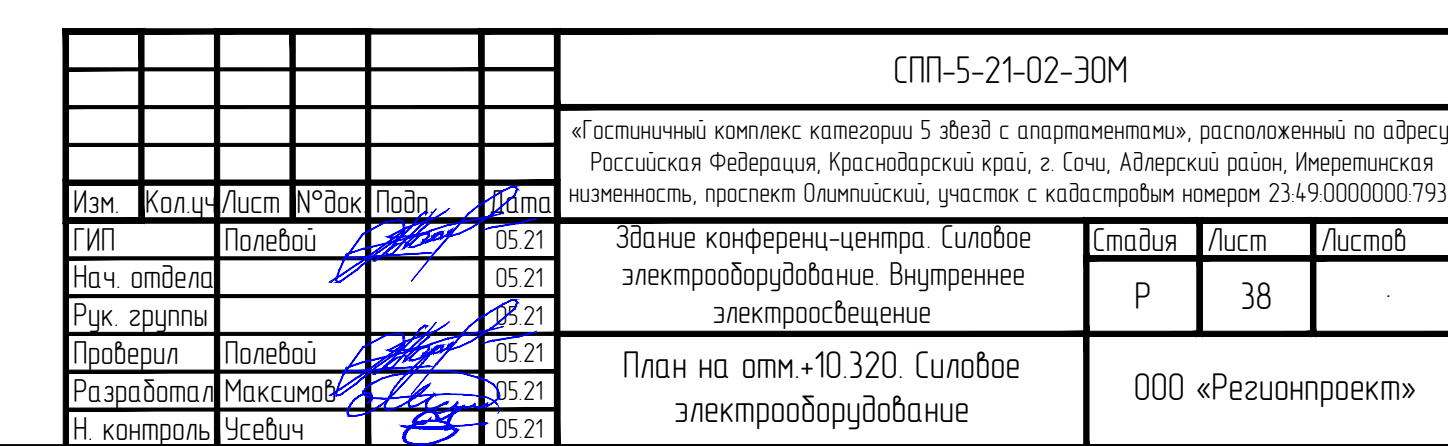 СПП-5-21-02-ЭОМ
«Гостиничный комплекс категории 5 звезд с апартаментами», расположенный по адресу
Российская Федерация, Краснодарский край, г. Сочи, Адлерский район, Имеретинская
низменность, проспект Олимпийский, участок с кадастровым номером 23:49:0000000:793
Изм. Кол.уч Лист N°док Подп. Дата
ГИП Полевой 05.21
Нач. отдела 05.21
Рук. группы 05.21
Проверил Полевой 05.21
Разработал Максимов 05.21
Н. контроль Усевич 05.21
Здание конференц-центра. Силовое
электрооборудование. Внутреннее
электроосвещение
Стадия Лист Листов
Р 38
План на отм.+10.320. Силовое
электрооборудование
ООО «Регионпроект»